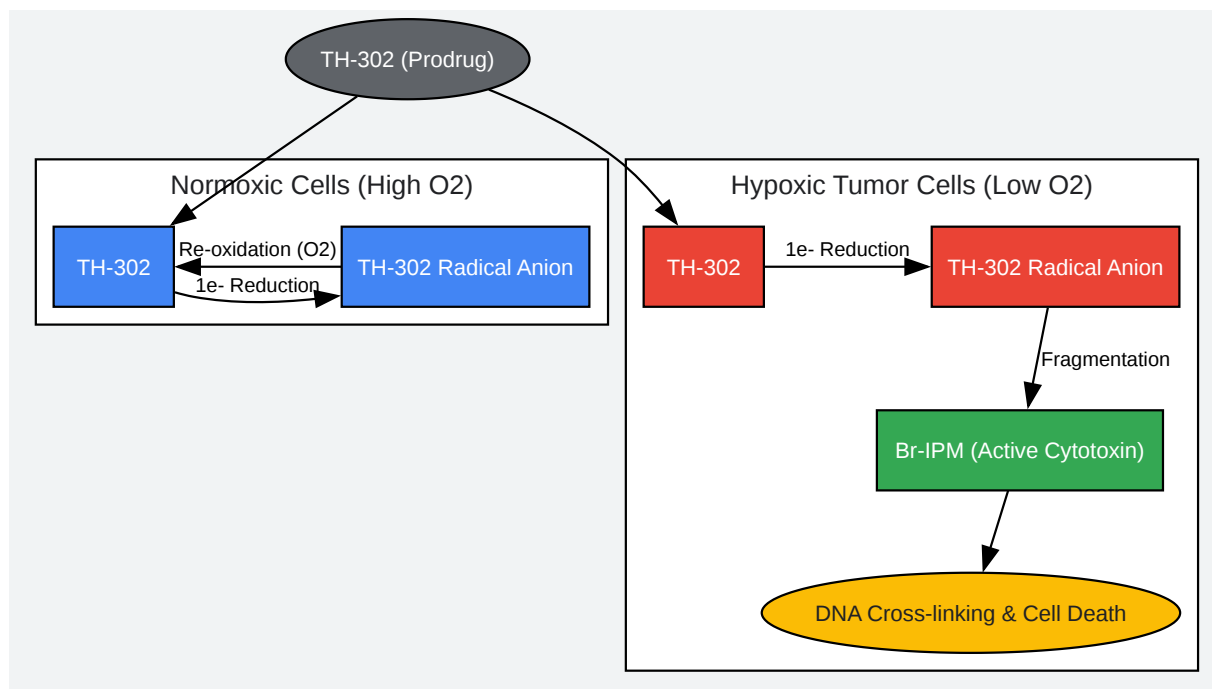 TH-302 (Prodrug)
Normoxic Cells (High O2)
TH-302
Re-oxidation (O2)
1e- Reduction
TH-302 Radical Anion
Hypoxic Tumor Cells (Low O2)
TH-302
1e- Reduction
TH-302 Radical Anion
Fragmentation
Br-IPM (Active Cytotoxin)
DNA Cross-linking & Cell Death